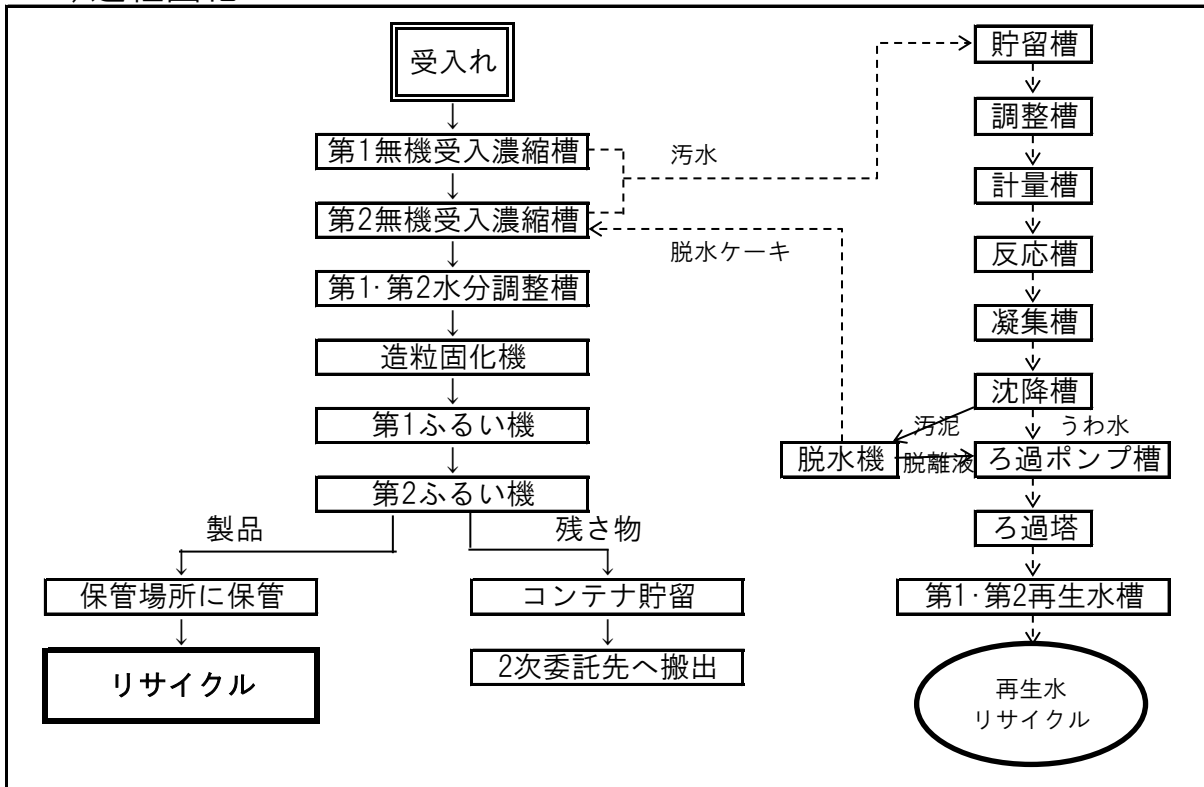 受入れ
第1無機受入濃縮槽
汚水
第2無機受入濃縮槽
脱水ケーキ
第1·第2水分調整槽
造粒固化機
第1ふるい機
第2ふるい機
製品
残さ物
保管場所に保管
コンテナ貯留
リサイクル
2次委託先へ搬出
貯留槽
調整槽
計量槽
反応槽
凝集槽
沈降槽
汚泥
うわ水
脱水機
脱離液
ろ過ポンプ槽
ろ過塔
第1·第2再生水槽
再生水
リサイクル